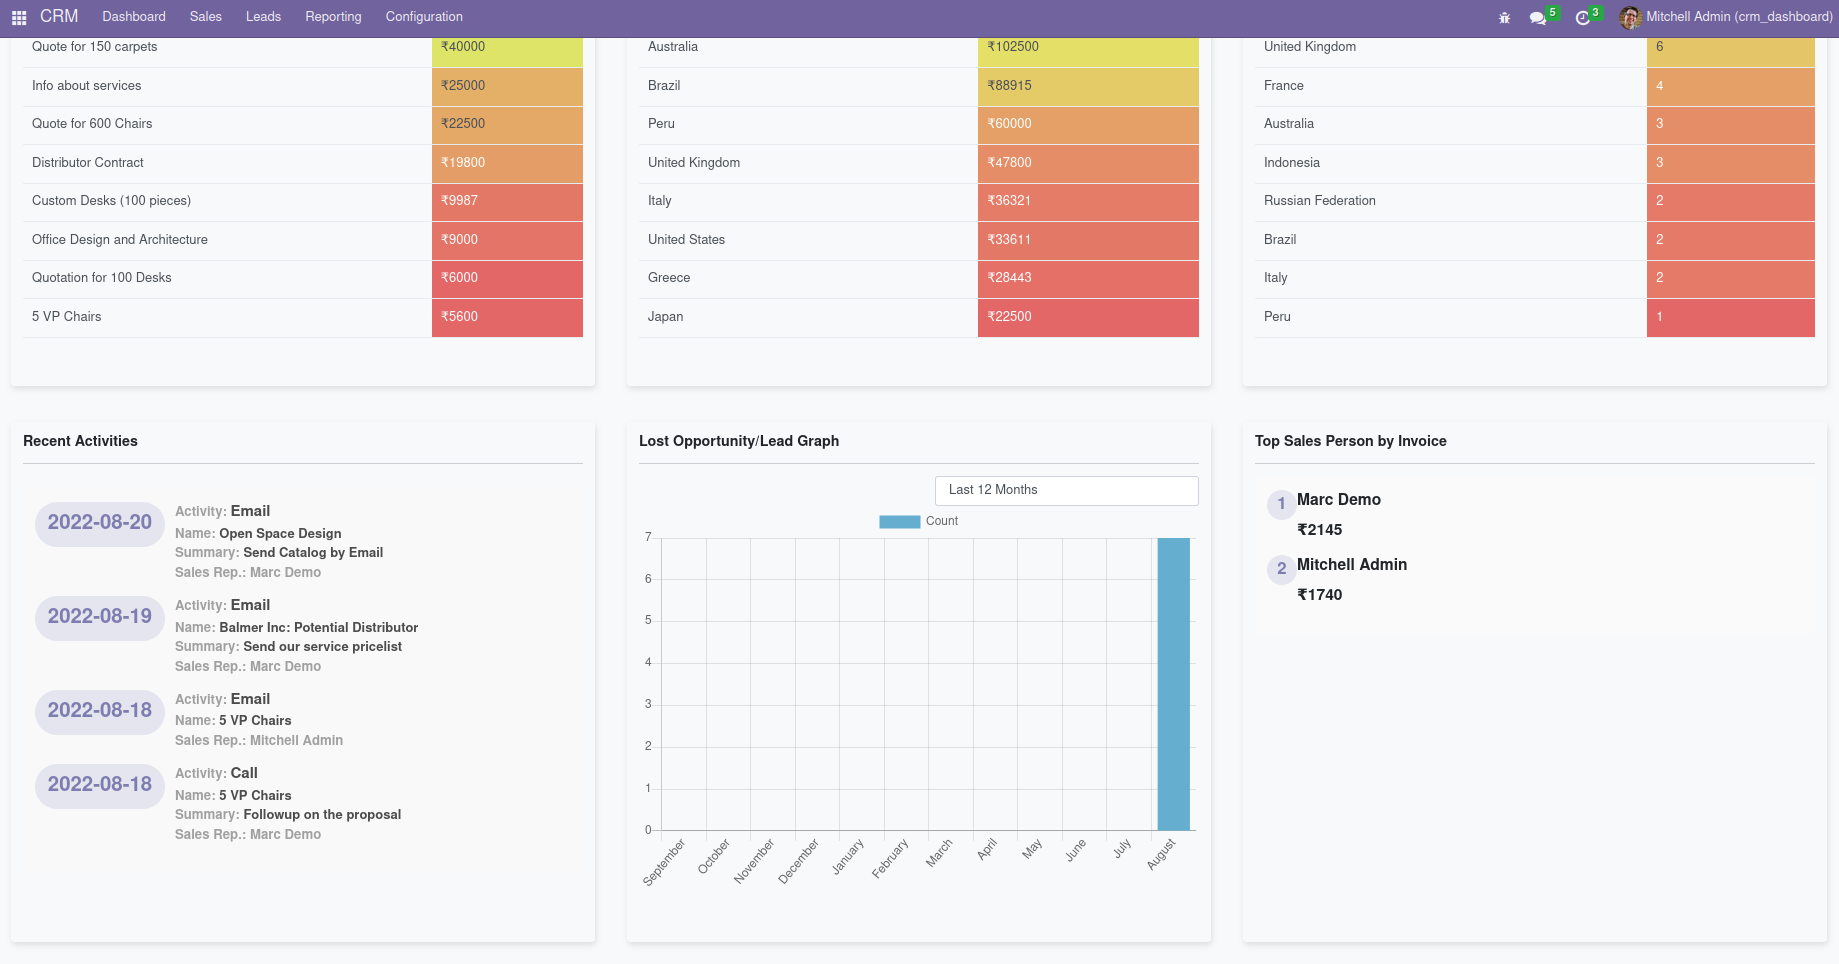 CRM Dashboard Sales Leads Reporting Configuration 5 3 Mitchell Admin (crm_dashboard)
Quote for 150 carpets ₹40000
Info about services ₹25000
Quote for 600 Chairs ₹22500
Distributor Contract ₹19800
Custom Desks (100 pieces) ₹9987
Office Design and Architecture ₹9000
Quotation for 100 Desks ₹6000
5 VP Chairs ₹5600
Australia ₹102500
Brazil ₹88915
Peru ₹60000
United Kingdom ₹47800
Italy ₹36321
United States ₹33611
Greece ₹28443
Japan ₹22500
United Kingdom 6
France 4
Australia 3
Indonesia 3
Russian Federation 2
Brazil 2
Italy 2
Peru 1
Recent Activities
2022-08-20
Activity: Email
Name: Open Space Design
Summary: Send Catalog by Email
Sales Rep.: Marc Demo
2022-08-19
Activity: Email
Name: Balmer Inc: Potential Distributor
Summary: Send our service pricelist
Sales Rep.: Marc Demo
2022-08-18
Activity: Email
Name: 5 VP Chairs
Sales Rep.: Mitchell Admin
2022-08-18
Activity: Call
Name: 5 VP Chairs
Summary: Followup on the proposal
Sales Rep.: Marc Demo
Lost Opportunity/Lead Graph
Last 12 Months
Count
7
6
5
4
3
2
1
0
September October November December January February March April May June July August
Top Sales Person by Invoice
1 Marc Demo
₹2145
2 Mitchell Admin
₹1740